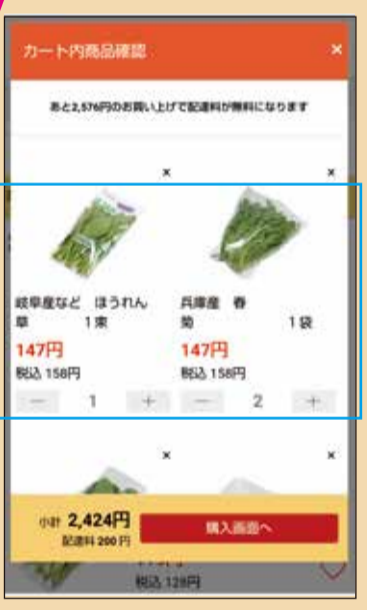 カート内商品確認 ×
あと2,576円のお買い上げで配達料が無料になります
× ×
岐阜産など ほうれん
草 1束
147円
税込 158円
－ 1 ＋
兵庫産 春
菊 1袋
147円
税込 158円
－ 2 ＋
× ×
小計 2,424円
配達料 200 円
購入画面へ
税込 128円